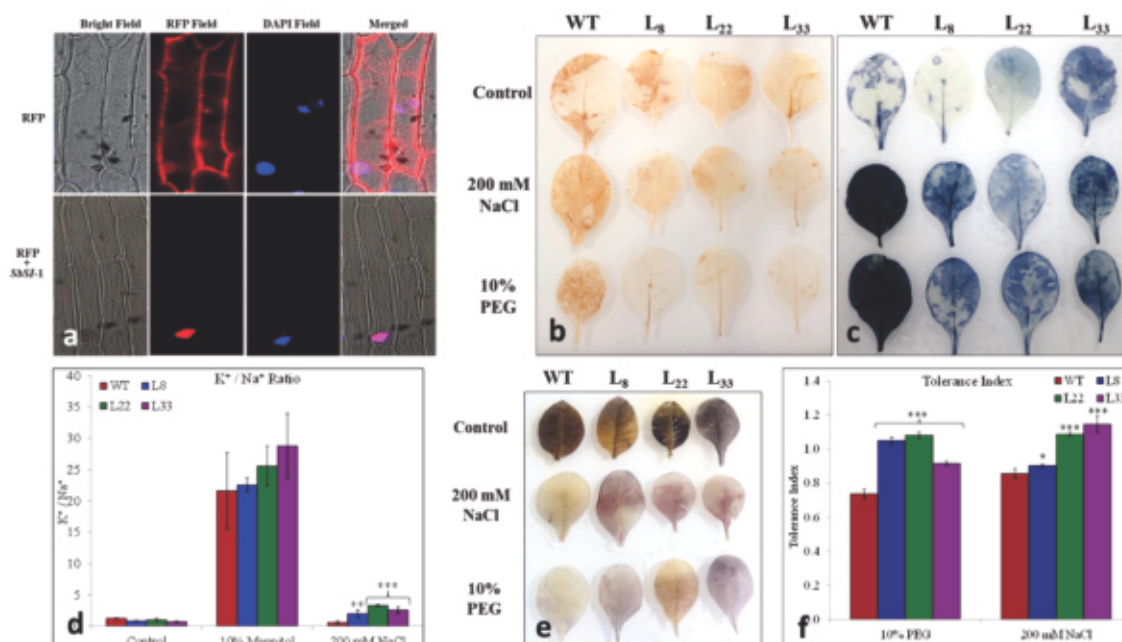 Bright Field RFP Field DAPI Field Merged
RFP
RFP
+
SbSI-1
a
WT L8 L22 L33
Control
200 mM
NaCl
10%
PEG
b
c
WT L8 L22 L33
K+ / Na+ Ratio
WT L8
L22 L33
40
35
30
25
20
15
10
5
K+ / Na+
***
**
d
Control 10% Mannitol 200 mM NaCl
WT L8 L22 L33
Control
200 mM
NaCl
10%
PEG
e
Tolerance Index
WT L8
L22 L33
1.4
1.2
1.0
0.8
0.6
0.4
0.2
0.0
Tolerance Index
***
*
***
***
f
10% PEG 200 mM NaCl